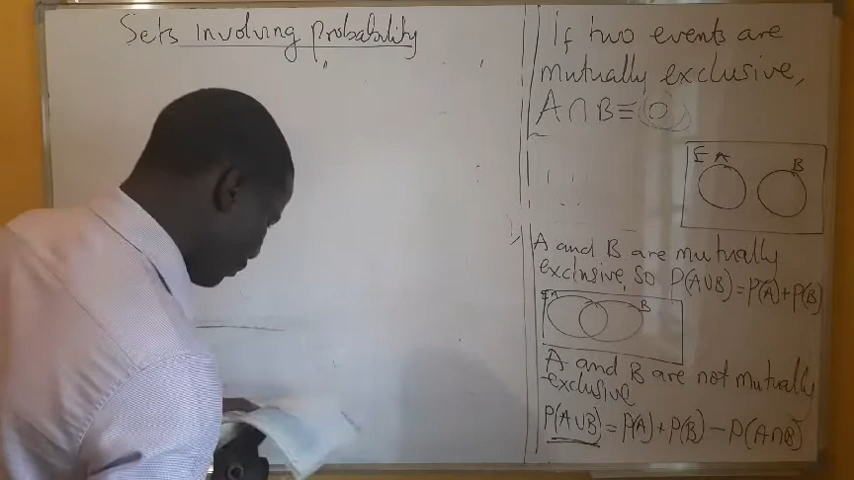 Sets involving probability
If two events are
mutually exclusive,
A∩B≡(0)
E A
B
A and B are mutually
exclusive, so P(A∪B)=P(A)+P(B)
E A
B
A and B are not mutually
exclusive
P(A∪B)=P(A)+P(B)-P(A∩B)